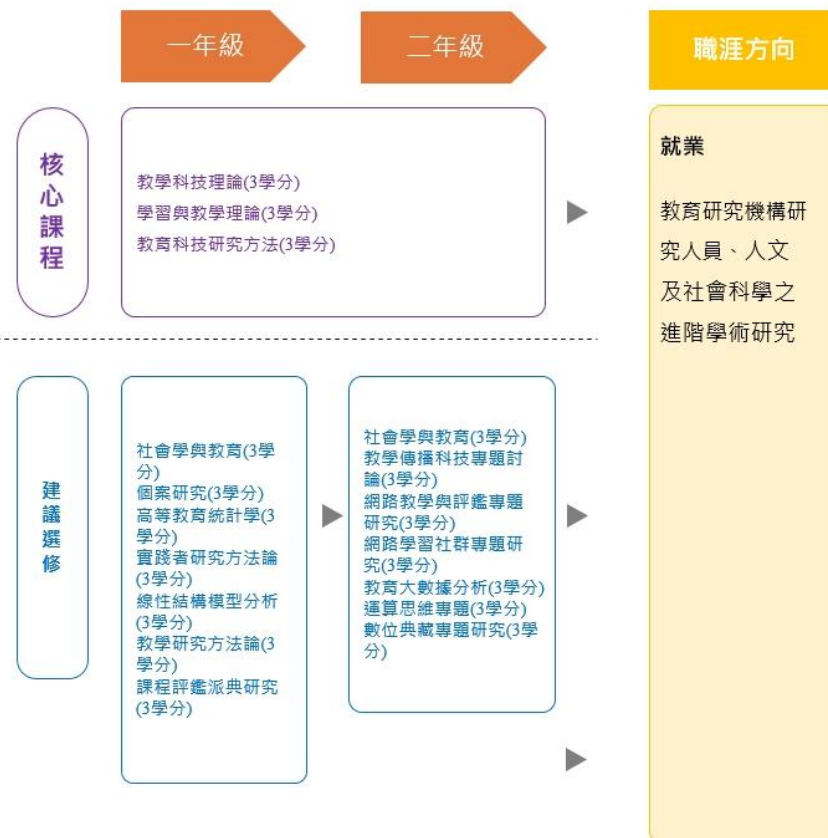 一年級
二年級
職涯方向
核
心
課
程
教學科技理論(3學分)
學習與教學理論(3學分)
教育科技研究方法(3學分)
就業
教育研究機構研
究人員、人文
及社會科學之
進階學術研究
建
議
選
修
社會學與教育(3學
分)
個案研究(3學分)
高等教育統計學(3
學分)
實踐者研究方法論
(3學分)
線性結構模型分析
(3學分)
教學研究方法論(3
學分)
課程評鑑派典研究
(3學分)
社會學與教育(3學分)
教學傳播科技專題討
論(3學分)
網路教學與評鑑專題
研究(3學分)
網路學習社群專題研
究(3學分)
教育大數據分析(3學分)
運算思維專題(3學分)
數位典藏專題研究(3學
分)